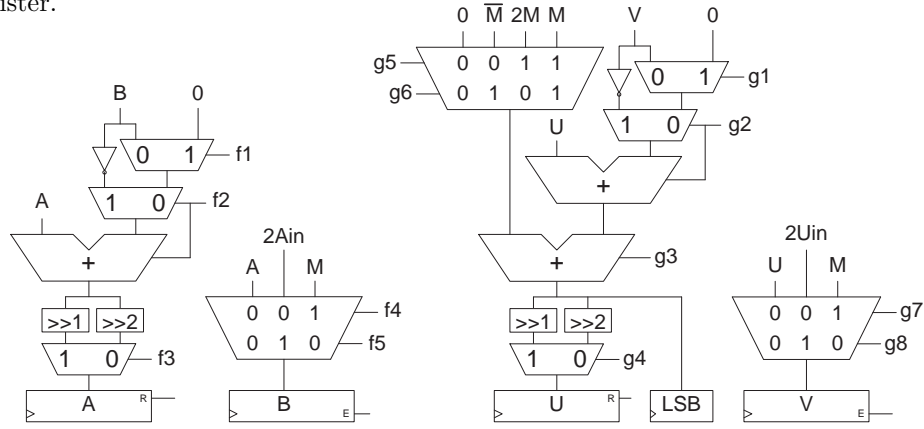 ister.
0 M̅ 2M M V 0
g5 0 0 1 1 0 1 g1
g6 0 1 0 1
B 0 U 1 0 g2
0 1 f1
+
A 1 0 f2
2Ain 2Uin
+ A M + g3 U M
0 0 1 f4 0 0 1 g7
>>1 >>2 0 1 0 f5 >>1 >>2 0 1 0 g8
1 0 f3 1 0 g4
A R B E U R LSB V E